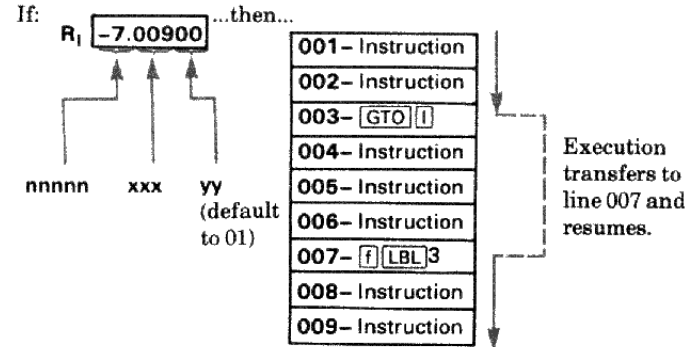 If:
R_I -7.00900 ...then...
nnnnn xxx yy
(default
to 01)
001– Instruction
002– Instruction
003– GTO I
004– Instruction
005– Instruction
006– Instruction
007– f LBL 3
008– Instruction
009– Instruction
Execution
transfers to
line 007 and
resumes.